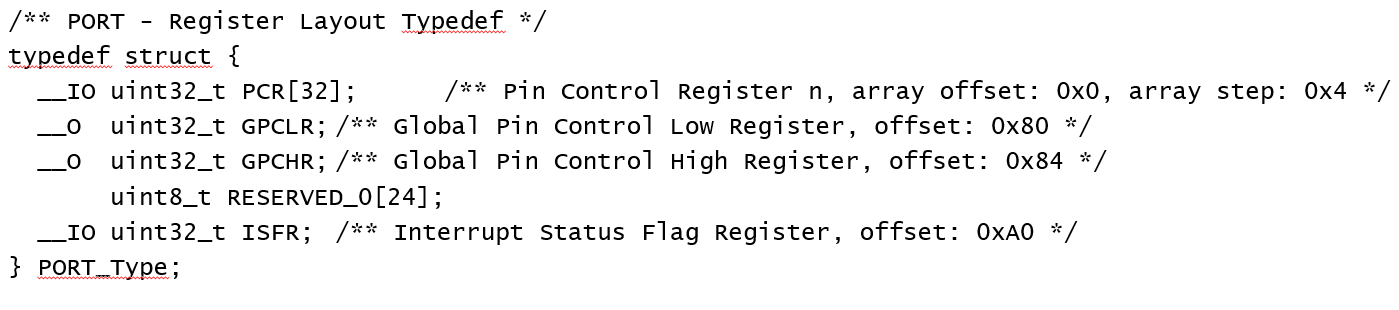 /** PORT - Register Layout Typedef */
typedef struct {
__IO uint32_t PCR[32]; /** Pin Control Register n, array offset: 0x0, array step: 0x4 */
__O uint32_t GPCLR; /** Global Pin Control Low Register, offset: 0x80 */
__O uint32_t GPCHR; /** Global Pin Control High Register, offset: 0x84 */
uint8_t RESERVED_0[24];
__IO uint32_t ISFR; /** Interrupt Status Flag Register, offset: 0xA0 */
} PORT_Type;